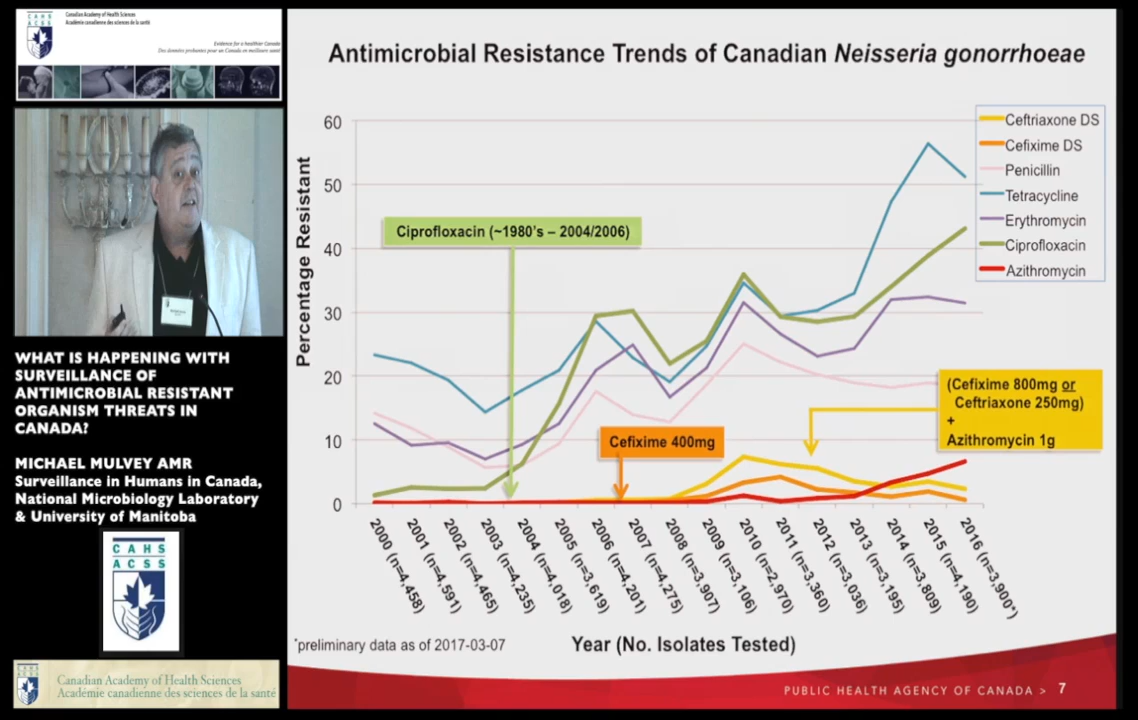 CAHS
ACSS
Canadian Academy of Health Sciences
Académie canadienne des sciences de la santé
Evidence for a healthier Canada
Des données probantes pour un Canada en meilleure santé
WHAT IS HAPPENING WITH
SURVEILLANCE OF
ANTIMICROBIAL RESISTANT
ORGANISM THREATS IN
CANADA?
MICHAEL MULVEY AMR
Surveillance in Humans in Canada,
National Microbiology Laboratory
& University of Manitoba
CAHS
ACSS
CAHS
ACSS
Canadian Academy of Health Sciences
Académie canadienne des sciences de la santé
Antimicrobial Resistance Trends of Canadian Neisseria gonorrhoeae
Percentage Resistant
60
50
40
30
20
10
0
Ceftriaxone DS
Cefixime DS
Penicillin
Tetracycline
Erythromycin
Ciprofloxacin
Azithromycin
Ciprofloxacin (~1980's – 2004/2006)
Cefixime 400mg
(Cefixime 800mg or
Ceftriaxone 250mg)
+
Azithromycin 1g
2000 (n=4,458)
2001 (n=4,591)
2002 (n=4,465)
2003 (n=4,235)
2004 (n=4,018)
2005 (n=3,619)
2006 (n=4,201)
2007 (n=4,275)
2008 (n=3,907)
2009 (n=3,106)
2010 (n=2,970)
2011 (n=3,360)
2012 (n=3,036)
2013 (n=3,195)
2014 (n=3,809)
2015 (n=4,190)
2016 (n=3,900*)
*preliminary data as of 2017-03-07
Year (No. Isolates Tested)
PUBLIC HEALTH AGENCY OF CANADA > 7